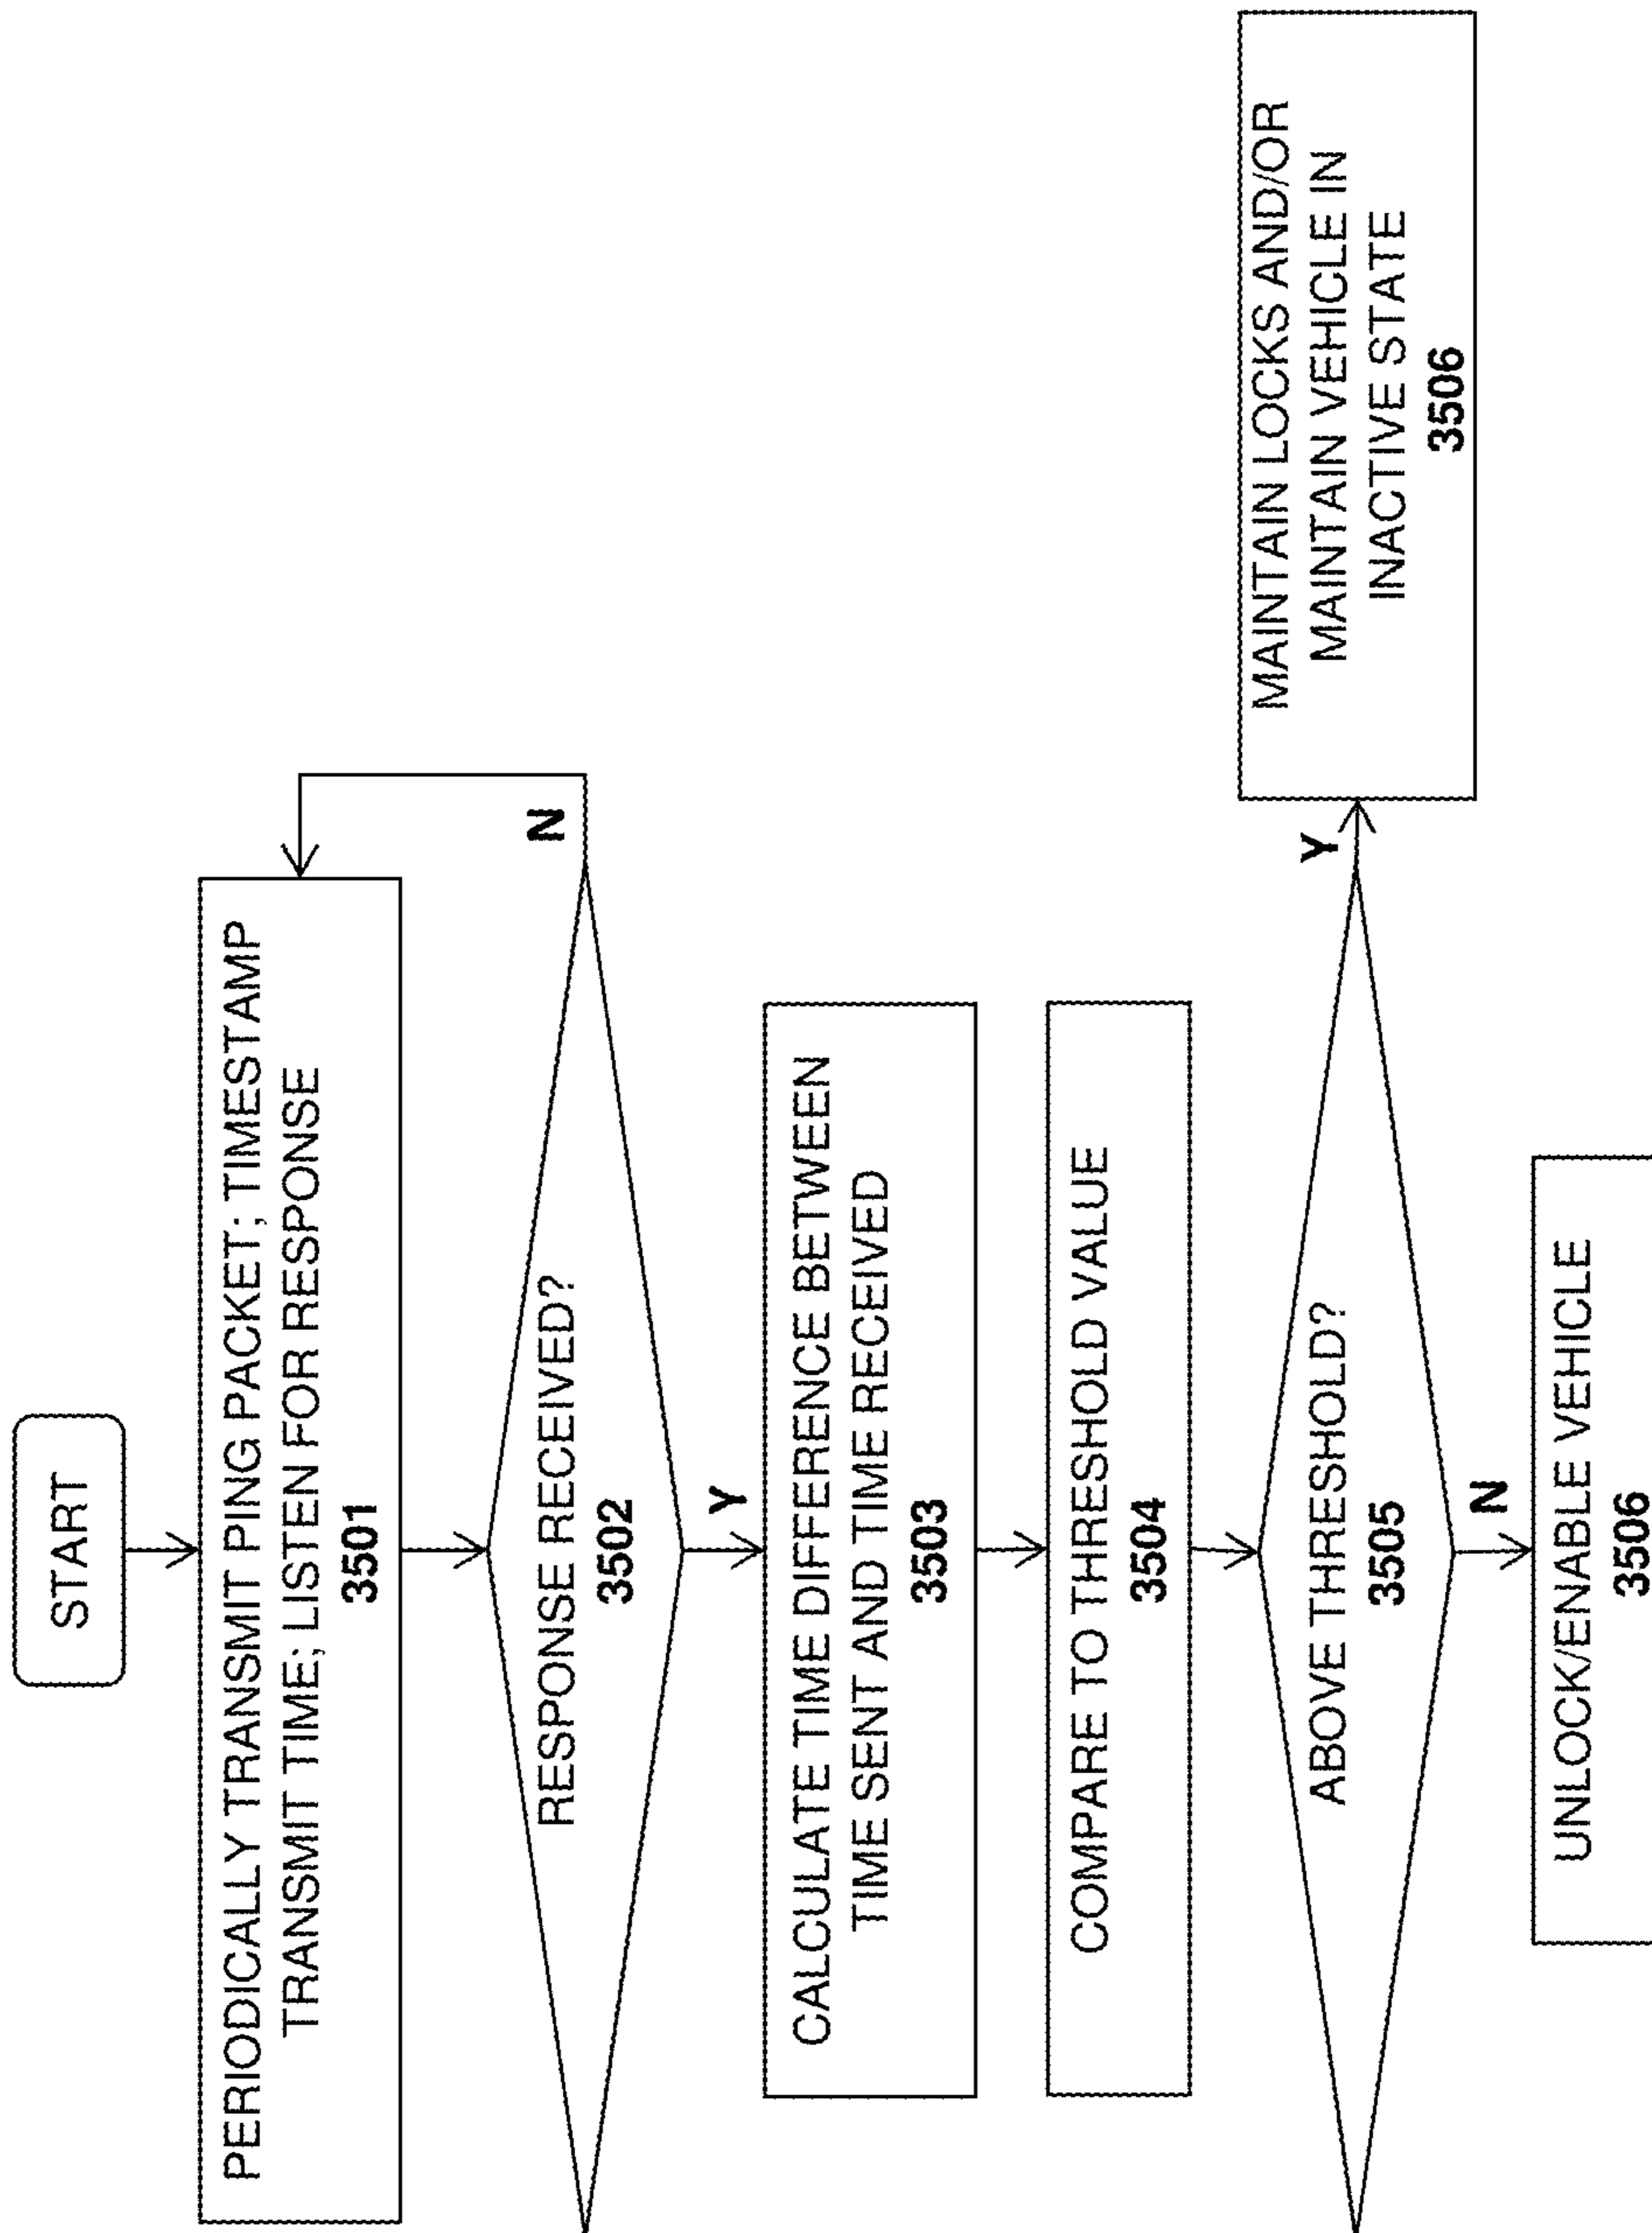 START
PERIODICALLY TRANSMIT PING PACKET; TIMESTAMP
TRANSMIT TIME; LISTEN FOR RESPONSE
3501
RESPONSE RECEIVED?
3502
N
Y
CALCULATE TIME DIFFERENCE BETWEEN
TIME SENT AND TIME RECEIVED
3503
COMPARE TO THRESHOLD VALUE
3504
ABOVE THRESHOLD?
3505
Y
MAINTAIN LOCKS AND/OR
MAINTAIN VEHICLE IN
INACTIVE STATE
3506
N
UNLOCK/ENABLE VEHICLE
3506